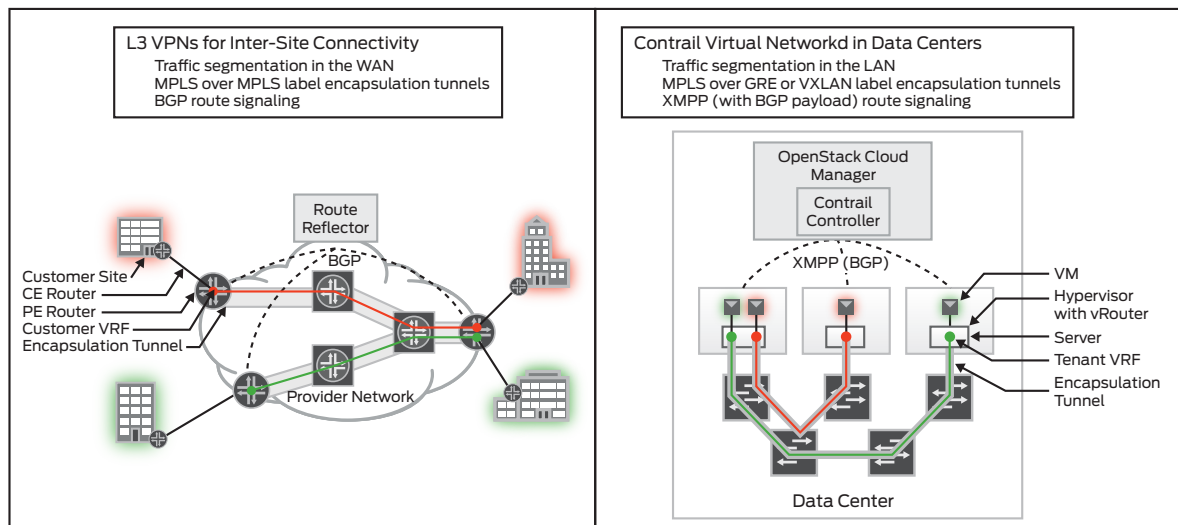 L3 VPNs for Inter-Site Connectivity
Traffic segmentation in the WAN
MPLS over MPLS label encapsulation tunnels
BGP route signaling
Route
Reflector
BGP
Customer Site
CE Router
PE Router
Customer VRF
Encapsulation Tunnel
Provider Network
Contrail Virtual Networkd in Data Centers
Traffic segmentation in the LAN
MPLS over GRE or VXLAN label encapsulation tunnels
XMPP (with BGP payload) route signaling
OpenStack Cloud
Manager
Contrail
Controller
XMPP (BGP)
VM
Hypervisor
with vRouter
Server
Tenant VRF
Encapsulation
Tunnel
Data Center